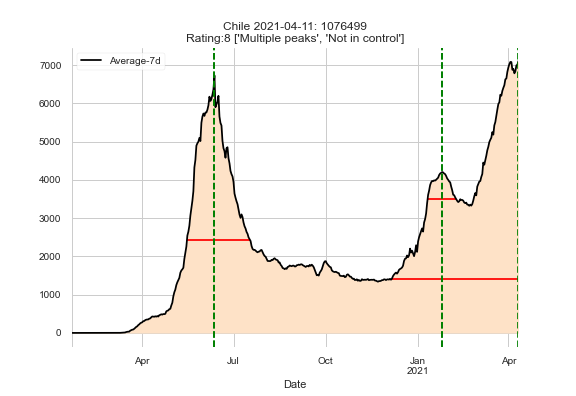 Chile 2021-04-11: 1076499
Rating:8 ['Multiple peaks', 'Not in control']
Average-7d
7000
6000
5000
4000
3000
2000
1000
0
Apr
Jul
Oct
Jan
2021
Apr
Date